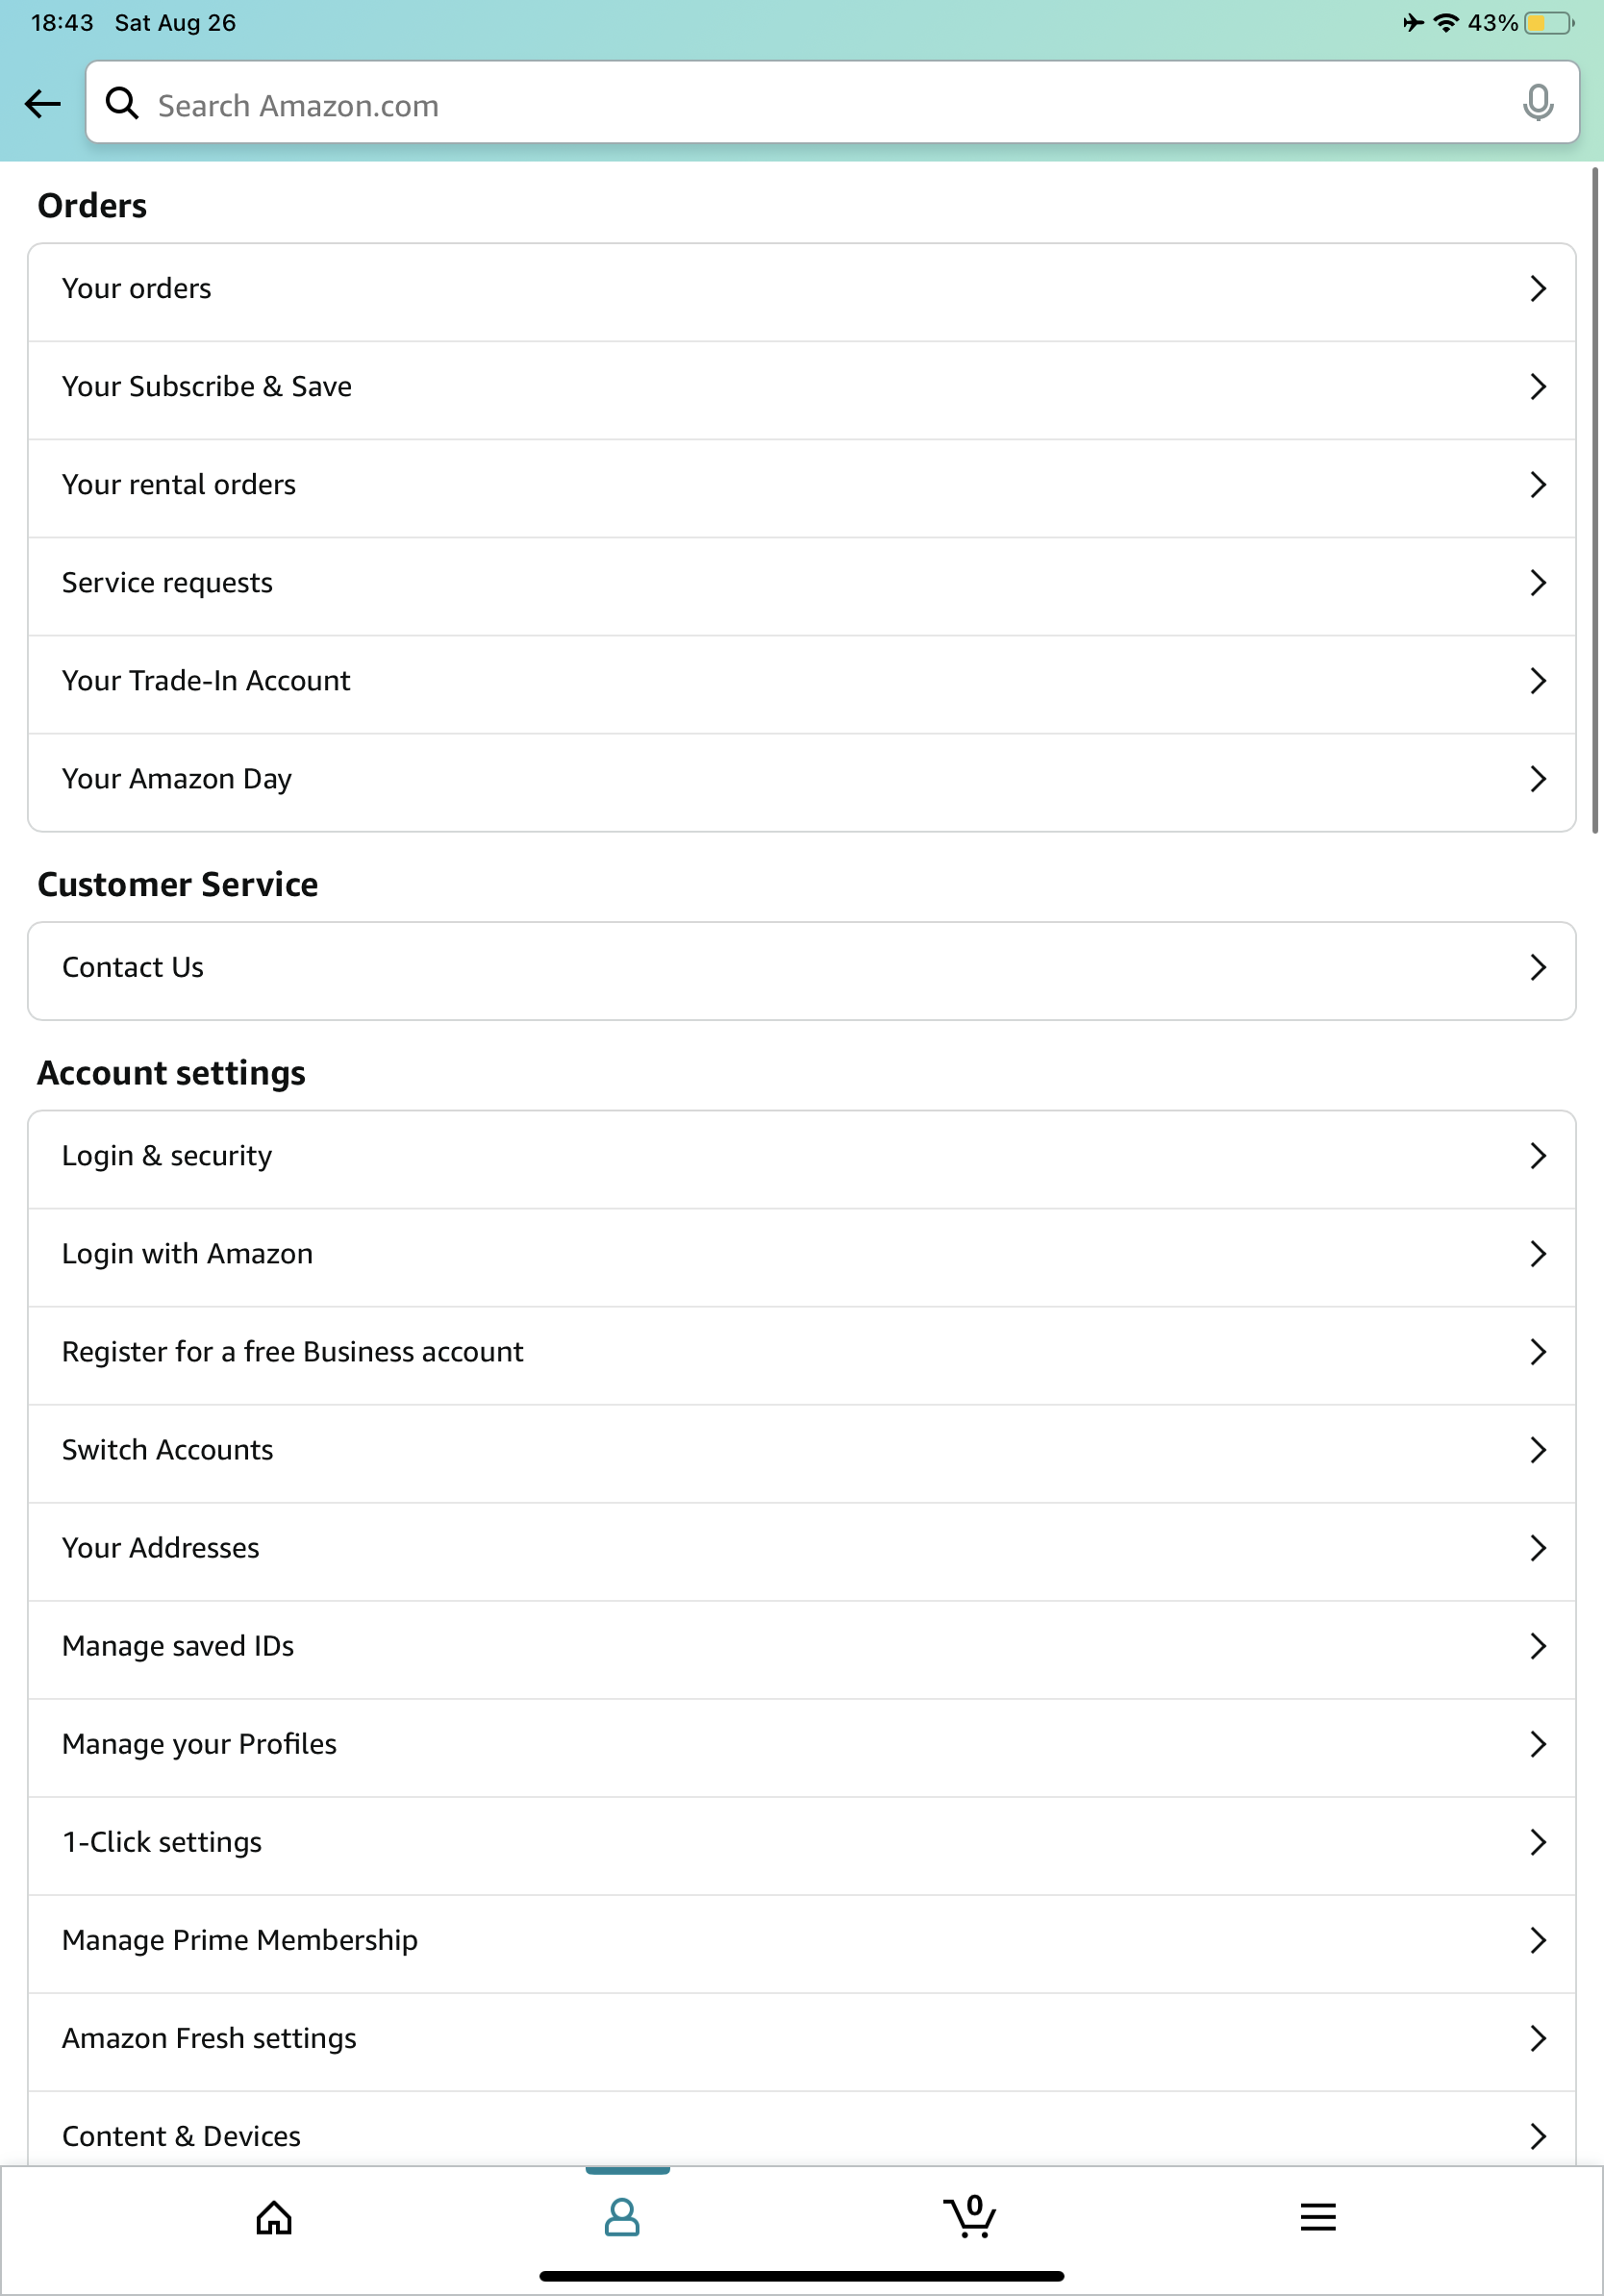 18:43 Sat Aug 26 43%
Search Amazon.com
Orders
Your orders
Your Subscribe & Save
Your rental orders
Service requests
Your Trade-In Account
Your Amazon Day
Customer Service
Contact Us
Account settings
Login & security
Login with Amazon
Register for a free Business account
Switch Accounts
Your Addresses
Manage saved IDs
Manage your Profiles
1-Click settings
Manage Prime Membership
Amazon Fresh settings
Content & Devices
0